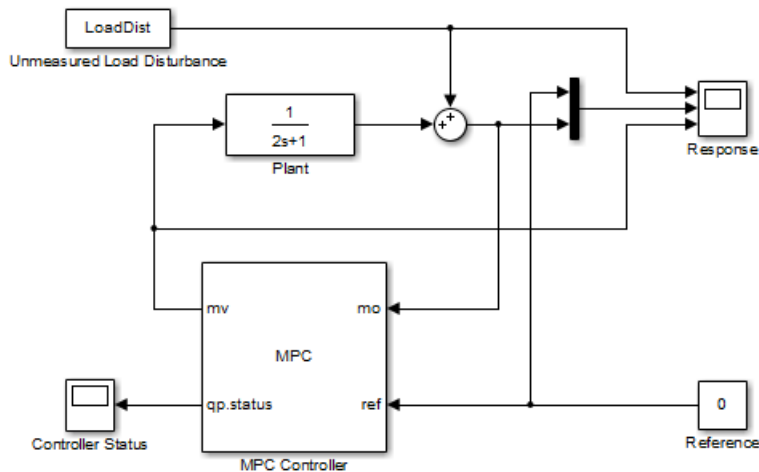 LoadDist
Unmeasured Load Disturbance
1
2s+1
Plant
+
+
Response
mv
mo
MPC
qp.status
ref
0
Controller Status
Reference
MPC Controller